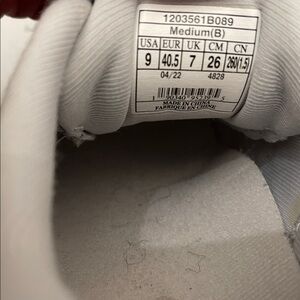 1203561B089
Medium(B)
USA EUR UK CM CN
9 40.5 7 26 260(1.5)
04/22 4828
MADE IN CHINA
FABRIQUE EN CHINE